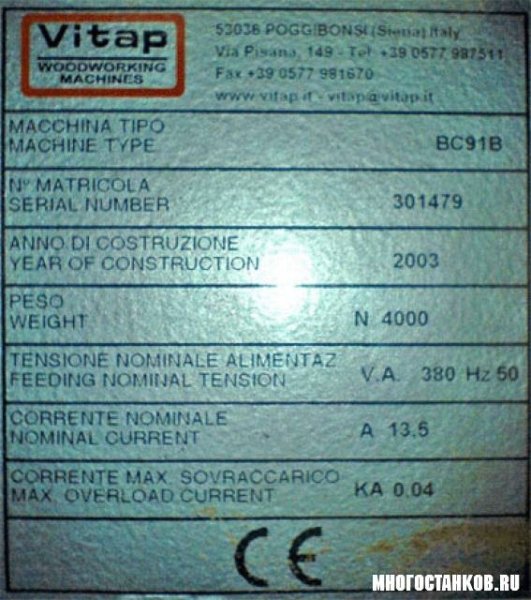 Vitap
WOODWORKING
MACHINES
53036 POGGIBONSI (Siena) Italy
Via Pisana, 149 - Tel +39 0577 987511
Fax +39 0577 981670
www.vitap.it - vitap@vitap.it
MACCHINA TIPO
MACHINE TYPE BC91B
Nº MATRICOLA
SERIAL NUMBER 301479
ANNO DI COSTRUZIONE
YEAR OF CONSTRUCTION 2003
PESO
WEIGHT N 4000
TENSIONE NOMINALE ALIMENTAZ
FEEDING NOMINAL TENSION V.A. 380 Hz 50
CORRENTE NOMINALE
NOMINAL CURRENT A 13.5
CORRENTE MAX. SOVRACCARICO
MAX. OVERLOAD CURRENT KA 0.04
CE
МНОГОСТАНКОВ.RU